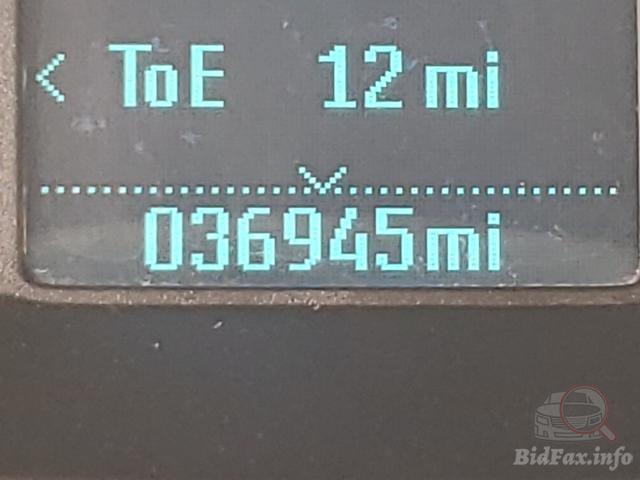 < ToE 12 mi
036945mi
BidFax.info